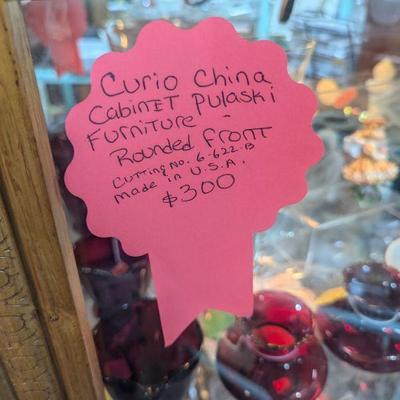 Curio China
CabinET Pulaski
Furniture -
Rounded Front
Cutting No. 6-622-B
made in U.S.A.
$300